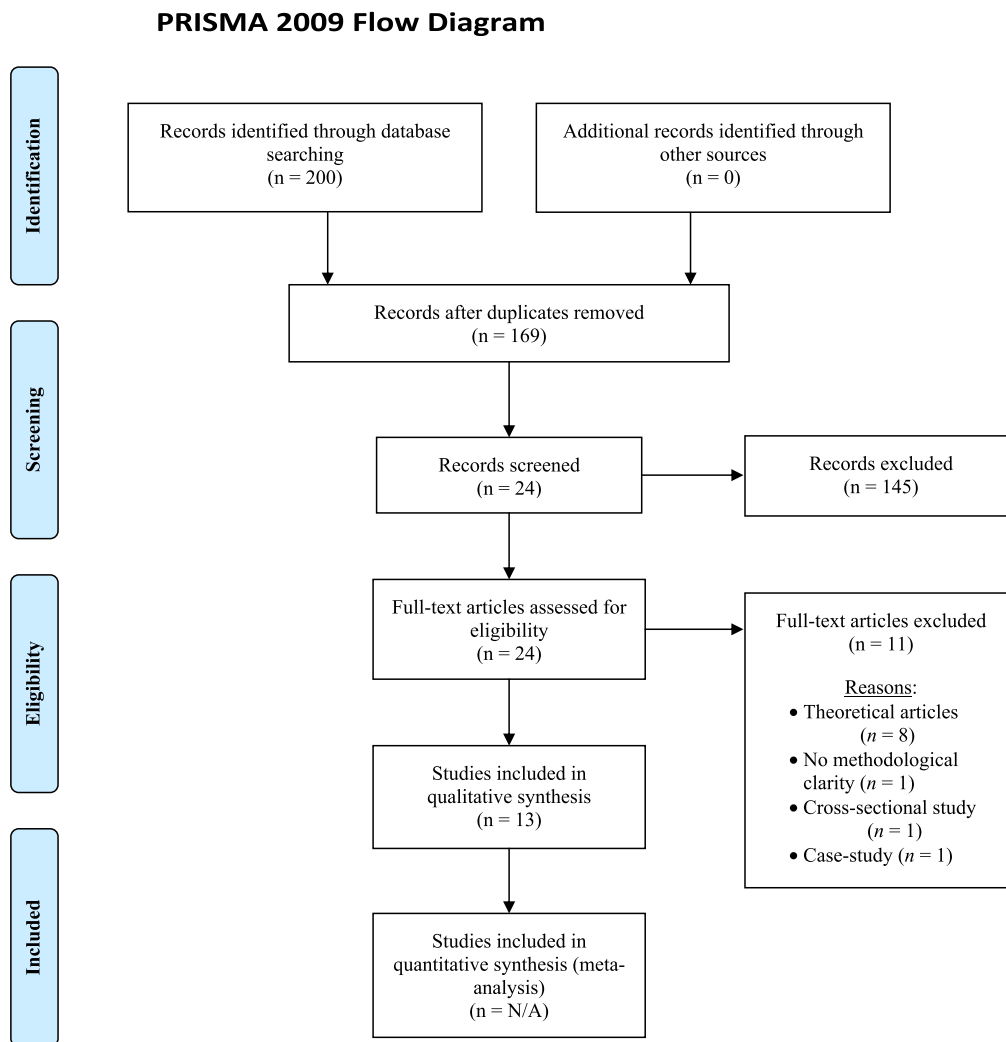 PRISMA 2009 Flow Diagram
Identification
Records identified through database
searching
(n = 200)
Additional records identified through
other sources
(n = 0)
Records after duplicates removed
(n = 169)
Screening
Records screened
(n = 24)
Records excluded
(n = 145)
Eligibility
Full-text articles assessed for
eligibility
(n = 24)
Full-text articles excluded
(n = 11)
Reasons:
• Theoretical articles
(n = 8)
• No methodological
clarity (n = 1)
• Cross-sectional study
(n = 1)
• Case-study (n = 1)
Studies included in
qualitative synthesis
(n = 13)
Included
Studies included in
quantitative synthesis (meta-
analysis)
(n = N/A)